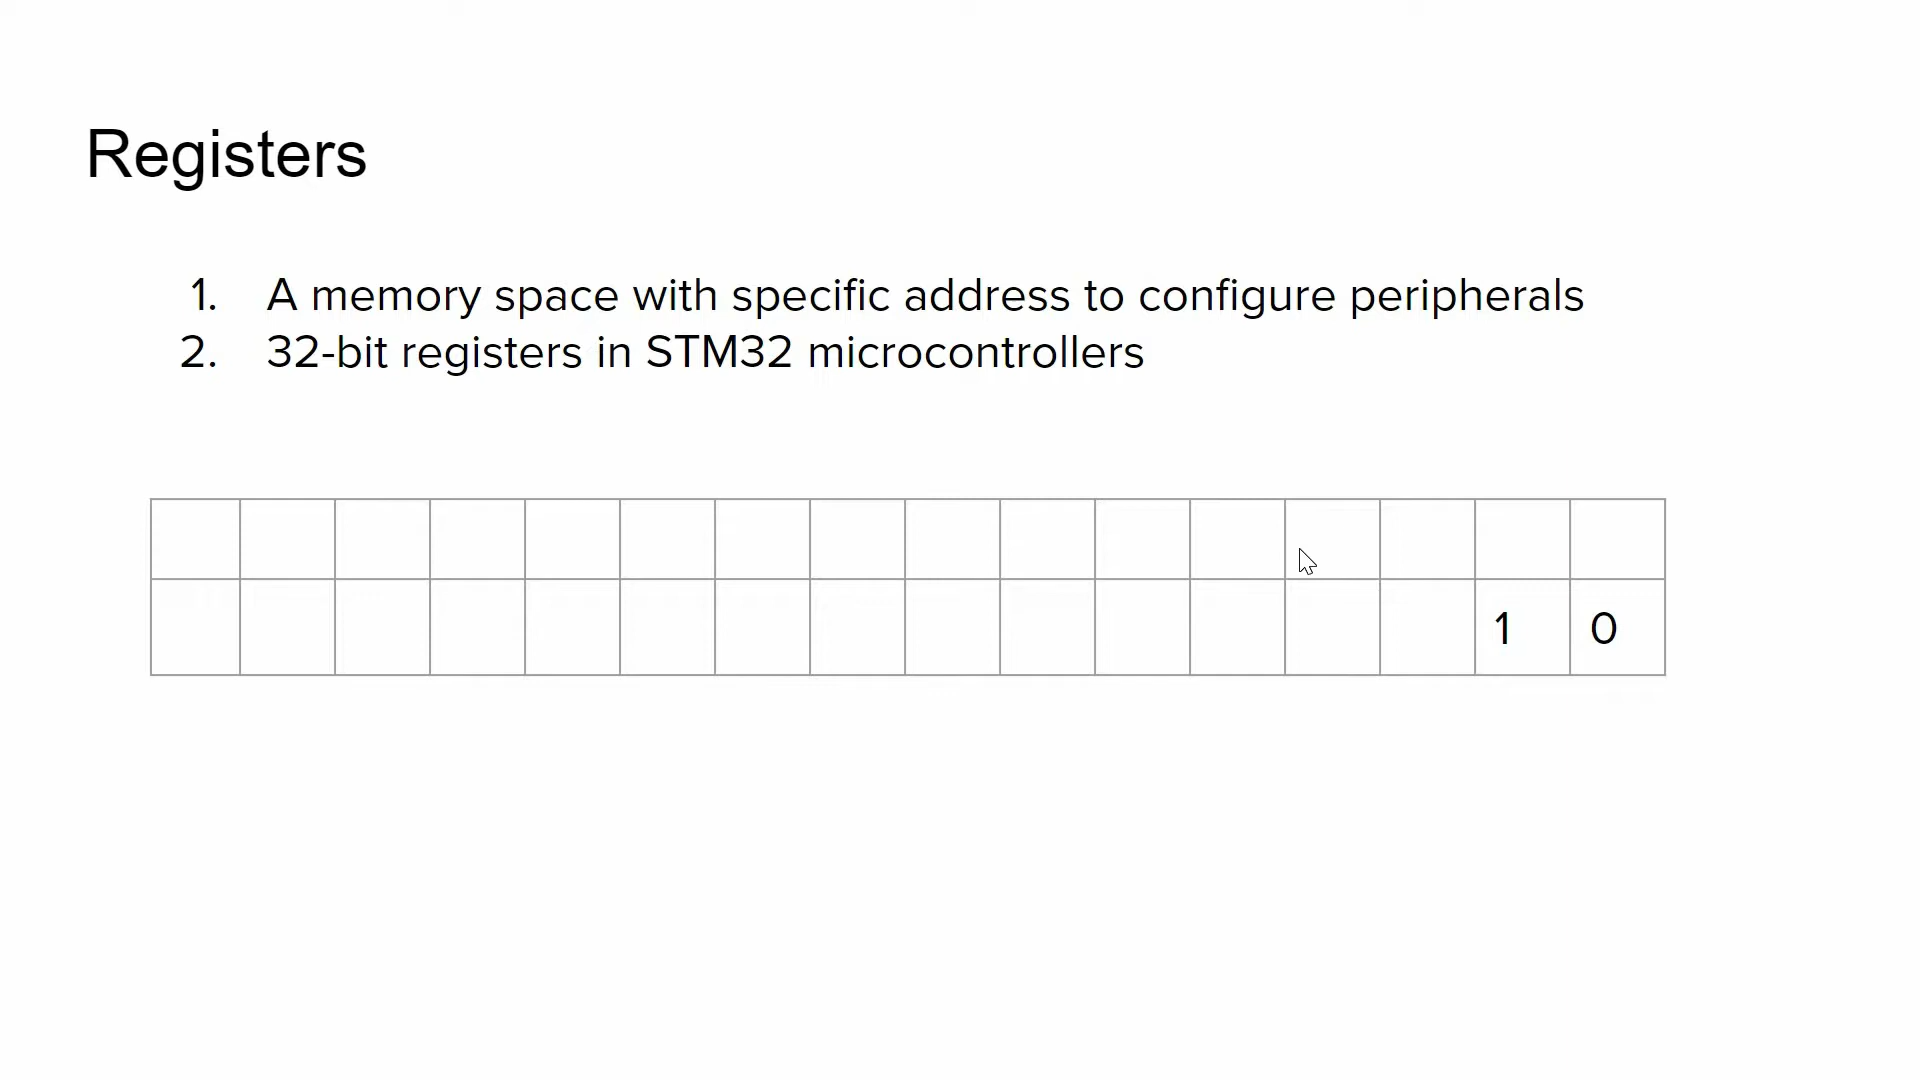 Registers
1. A memory space with specific address to configure peripherals
2. 32-bit registers in STM32 microcontrollers
1 0